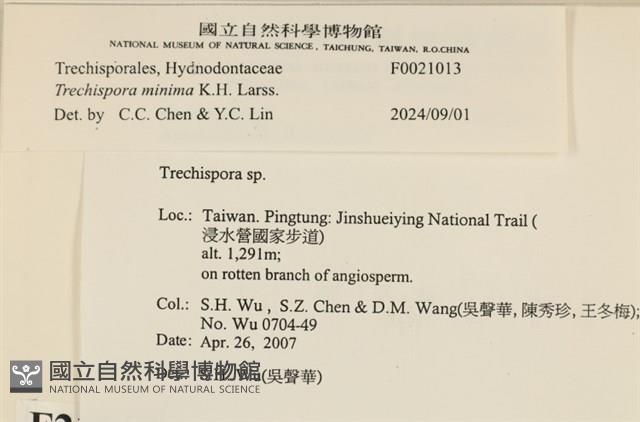 國立自然科學博物館
NATIONAL MUSEUM OF NATURAL SCIENCE, TAICHUNG, TAIWAN, R.O.CHINA
Trechisporales, Hydnodontaceae F0021013
Trechispora minima K.H. Larss.
Det. by C.C. Chen & Y.C. Lin 2024/09/01
Trechispora sp.
Loc.: Taiwan. Pingtung: Jinshueiying National Trail (
浸水營國家步道)
alt. 1,291m;
on rotten branch of angiosperm.
Col.: S.H. Wu , S.Z. Chen & D.M. Wang(吳聲華, 陳秀珍, 王冬梅);
No. Wu 0704-49
Date: Apr. 26, 2007
(吳聲華)
國立自然科學博物館
NATIONAL MUSEUM OF NATURAL SCIENCE